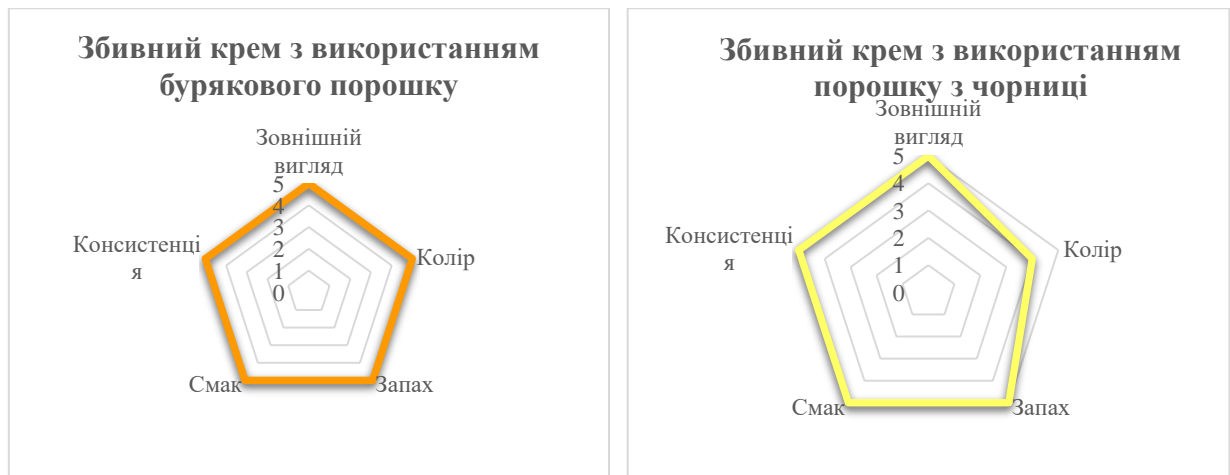 Збивний крем з використанням
бурякового порошку
Зовнішній
вигляд
5
4
3
2
1
0
Колір
Запах
Смак
Консистенці
я
Збивний крем з використанням
порошку з чорниці
Зовнішній
вигляд
5
4
3
2
1
0
Колір
Запах
Смак
Консистенці
я